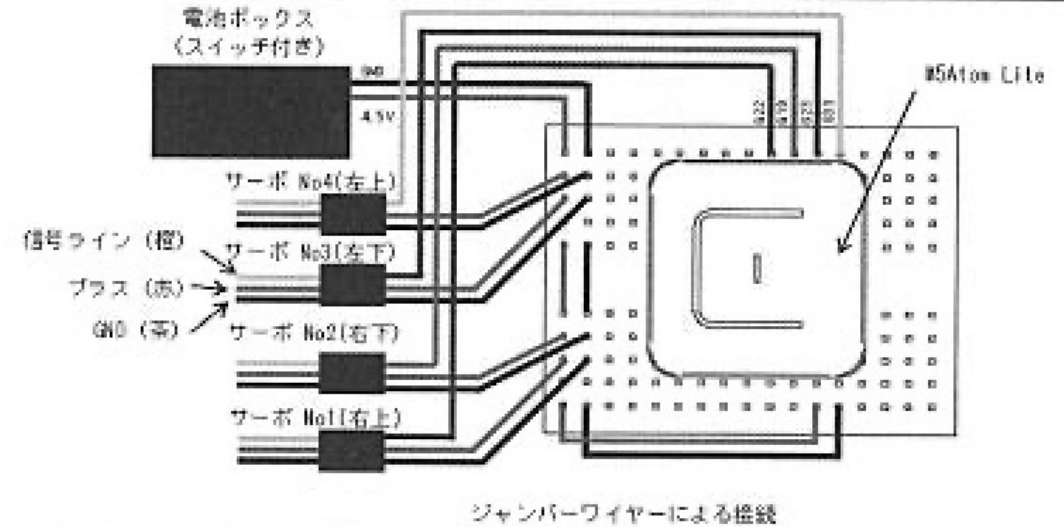 電池ボックス
(スイッチ付き)
GND
4.5V
G22
G19
G23
G33
M5Atom Lite
サーボ No4(左上)
信号ライン (橙)
サーボ No3(左下)
プラス (赤)
GND (茶)
サーボ No2(右下)
サーボ No1(右上)
ジャンパーワイヤーによる接続